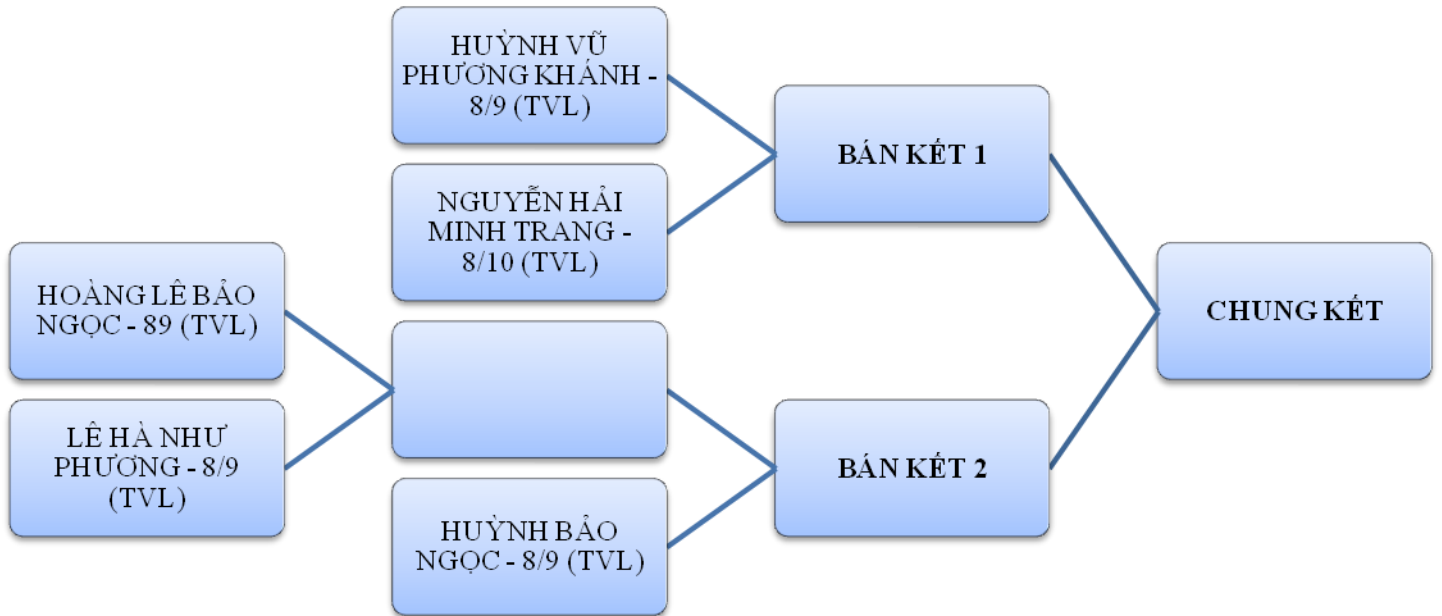 HUỲNH VŨ
PHƯƠNG KHÁNH -
8/9 (TVL)
BÁN KẾT 1
NGUYỄN HẢI
MINH TRANG -
8/10 (TVL)
HOÀNG LÊ BẢO
NGỌC - 89 (TVL)
CHUNG KẾT
LÊ HÀ NHƯ
PHƯƠNG - 8/9
(TVL)
BÁN KẾT 2
HUỲNH BẢO
NGỌC - 8/9 (TVL)